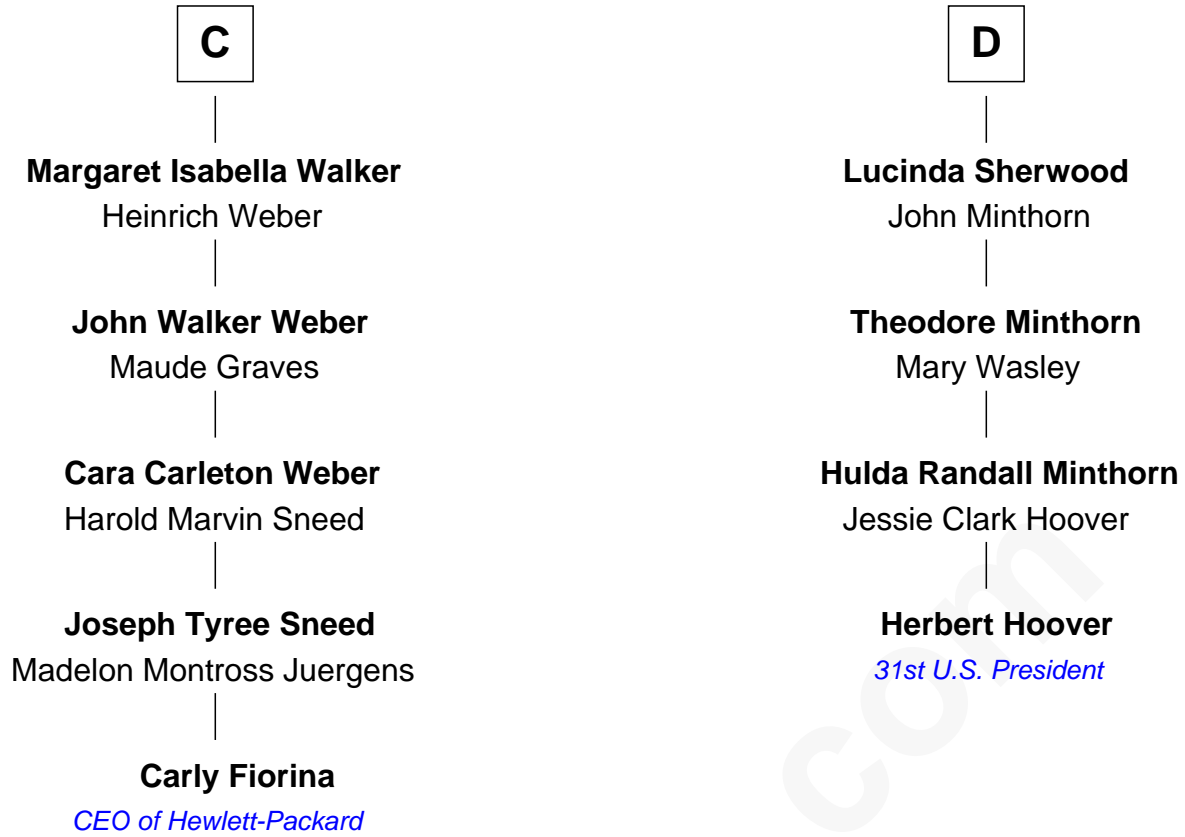 C
Margaret Isabella Walker
Heinrich Weber
John Walker Weber
Maude Graves
Cara Carleton Weber
Harold Marvin Sneed
Joseph Tyree Sneed
Madelon Montross Juergens
Carly Fiorina
CEO of Hewlett-Packard
D
Lucinda Sherwood
John Minthorn
Theodore Minthorn
Mary Wasley
Hulda Randall Minthorn
Jessie Clark Hoover
Herbert Hoover
31st U.S. President
com